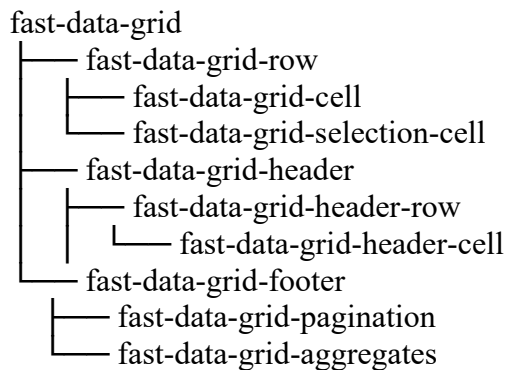 fast-data-grid
fast-data-grid-row
fast-data-grid-cell
fast-data-grid-selection-cell
fast-data-grid-header
fast-data-grid-header-row
fast-data-grid-header-cell
fast-data-grid-footer
fast-data-grid-pagination
fast-data-grid-aggregates